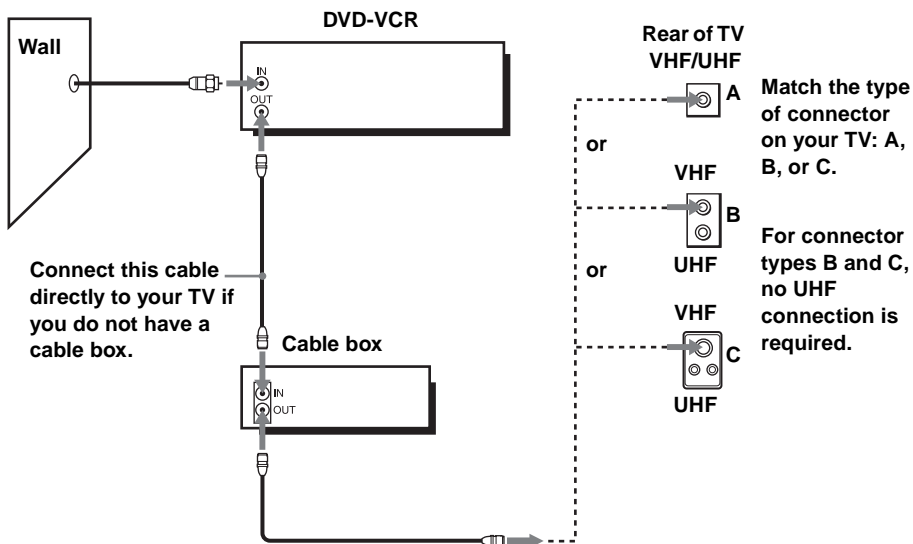 DVD-VCR
Wall
IN
OUT
Rear of TV
VHF/UHF
A
Match the type
of connector
on your TV: A,
B, or C.
or
VHF
B
UHF
For connector
types B and C,
no UHF
connection is
required.
or
VHF
C
UHF
Connect this cable
directly to your TV if
you do not have a
cable box.
Cable box
IN
OUT